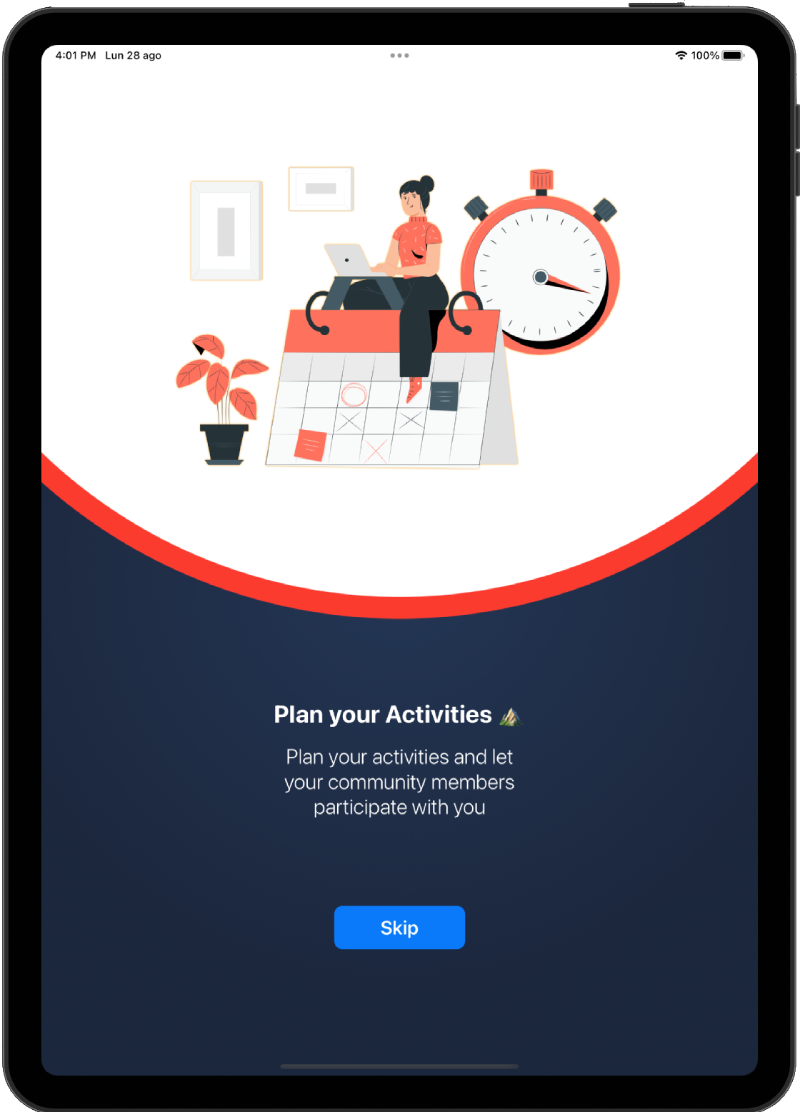 4:01 PM Lun 28 ago
100%
Plan your Activities ⛰️
Plan your activities and let
your community members
participate with you
Skip